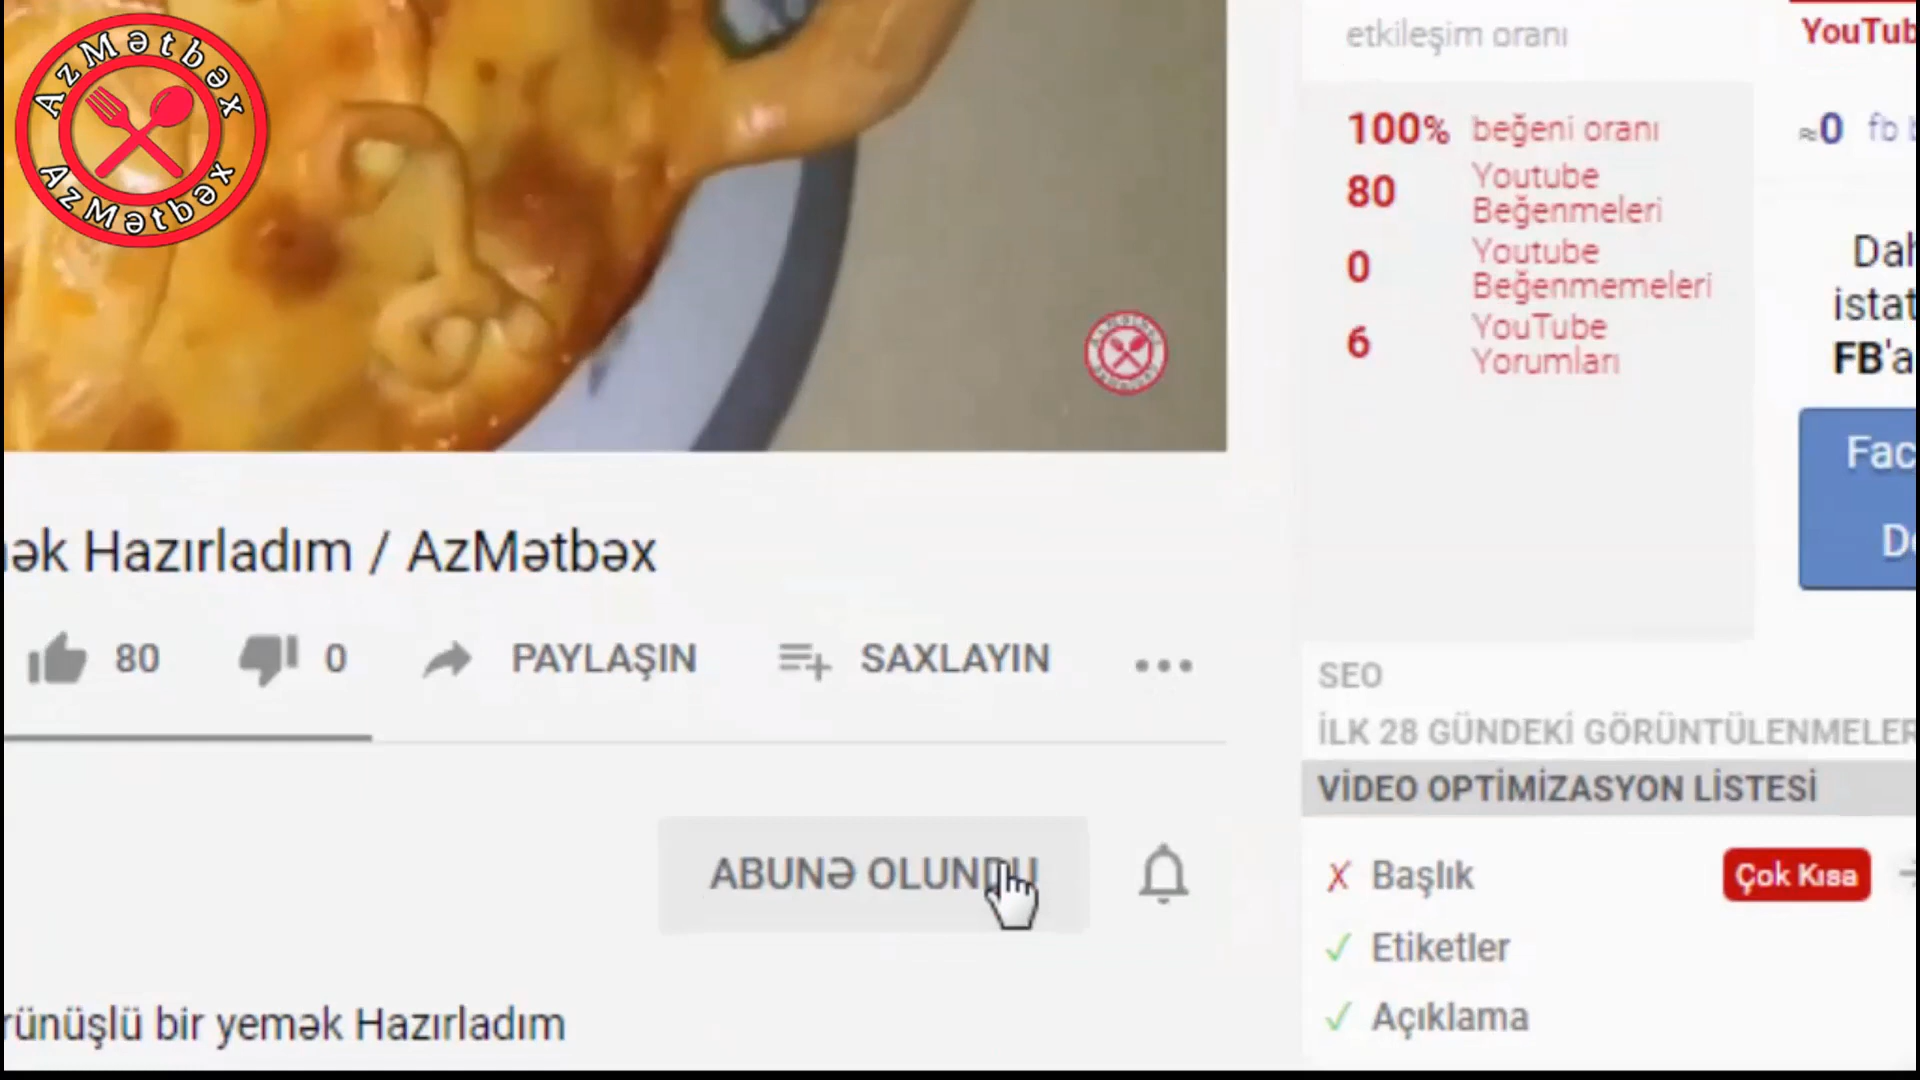 AzMətbəx
AzMətbəx
etkileşim oranı
YouTub
100% beğeni oranı
≈0 fb b
80 Youtube
Beğenmeleri
0 Youtube
Beğenmemeleri
6 YouTube
Yorumları
Dah
istat
FB'a
Fac
De
ək Hazırladım / AzMətbəx
80 0 PAYLAŞIN SAXLAYIN
SEO
İLK 28 GÜNDEKİ GÖRÜNTÜLENMELER
VİDEO OPTİMİZASYON LİSTESİ
ABUNƏ OLUNDU
Başlık Çok Kısa
Etiketler
Açıklama
rünüşlü bir yemək Hazırladım